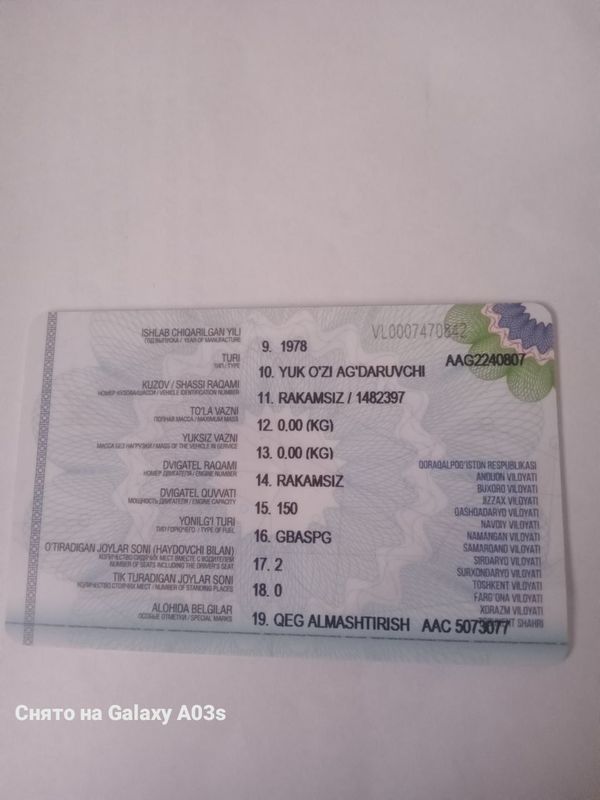 VL0007470842
AAG2240807
ISHLAB CHIQARILGAN YILI
ГОД ВЫПУСКА / YEAR OF MANUFACTURE
9. 1978
TURI
ТИП / TYPE
10. YUK O'ZI AG'DARUVCHI
KUZOV / SHASSI RAQAMI
НОМЕР КУЗОВА/ШАССИ / VEHICLE IDENTIFICATION NUMBER
11. RAKAMSIZ / 1482397
TO'LA VAZNI
ПОЛНАЯ МАССА / MAXIMUM MASS
12. 0.00 (KG)
YUKSIZ VAZNI
МАССА БЕЗ НАГРУЗКИ / MASS OF THE VEHICLE IN SERVICE
13. 0.00 (KG)
DVIGATEL RAQAMI
НОМЕР ДВИГАТЕЛЯ / ENGINE NUMBER
14. RAKAMSIZ
DVIGATEL QUVVATI
МОЩНОСТЬ ДВИГАТЕЛЯ / ENGINE CAPACITY
15. 150
YONILG'I TURI
ТИП ГОРЮЧЕГО / TYPE OF FUEL
16. GBASPG
O'TIRADIGAN JOYLAR SONI (HAYDOVCHI BILAN)
КОЛИЧЕСТВО СИДЯЧИХ МЕСТ ВМЕСТЕ С ВОДИТЕЛЕМ
NUMBER OF SEATS INCLUDING THE DRIVER'S SEAT
17. 2
TIK TURADIGAN JOYLAR SONI
КОЛИЧЕСТВО СТОЯЧИХ МЕСТ / NUMBER OF STANDING PLACES
18. 0
ALOHIDA BELGILAR
ОСОБЫЕ ОТМЕТКИ / SPECIAL MARKS
19. QEG ALMASHTIRISH AAC 5073077
QORAQALPOG'ISTON RESPUBLIKASI
ANDIJON VILOYATI
BUXORO VILOYATI
JIZZAX VILOYATI
QASHQADARYO VILOYATI
NAVOIY VILOYATI
NAMANGAN VILOYATI
SAMARQAND VILOYATI
SIRDARYO VILOYATI
SURXONDARYO VILOYATI
TOSHKENT VILOYATI
FARG'ONA VILOYATI
XORAZM VILOYATI
SHAHRI
Снято на Galaxy A03s